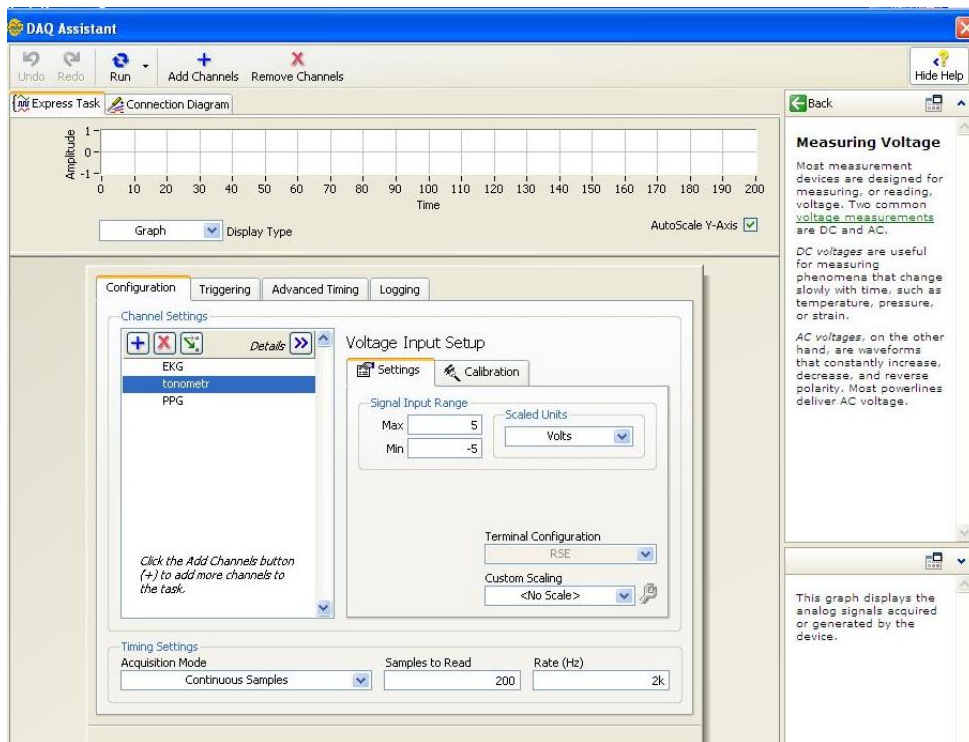 DAQ Assistant
Undo Redo Run Add Channels Remove Channels Hide Help
Express Task Connection Diagram
Amplitude
1
0
-1
0 10 20 30 40 50 60 70 80 90 100 110 120 130 140 150 160 170 180 190 200
Time
Graph Display Type AutoScale Y-Axis
Configuration Triggering Advanced Timing Logging
Channel Settings
Details
EKG
tonometr
PPG
Click the Add Channels button
(+) to add more channels to
the task.
Voltage Input Setup
Settings Calibration
Signal Input Range
Max 5
Min -5
Scaled Units
Volts
Terminal Configuration
RSE
Custom Scaling
<No Scale>
Timing Settings
Acquisition Mode Samples to Read Rate (Hz)
Continuous Samples 200 2k
Back
Measuring Voltage
Most measurement
devices are designed for
measuring, or reading,
voltage. Two common
voltage measurements
are DC and AC.
DC voltages are useful
for measuring
phenomena that change
slowly with time, such as
temperature, pressure,
or strain.
AC voltages, on the other
hand, are waveforms
that constantly increase,
decrease, and reverse
polarity. Most powerlines
deliver AC voltage.
This graph displays the
analog signals acquired
or generated by the
device.